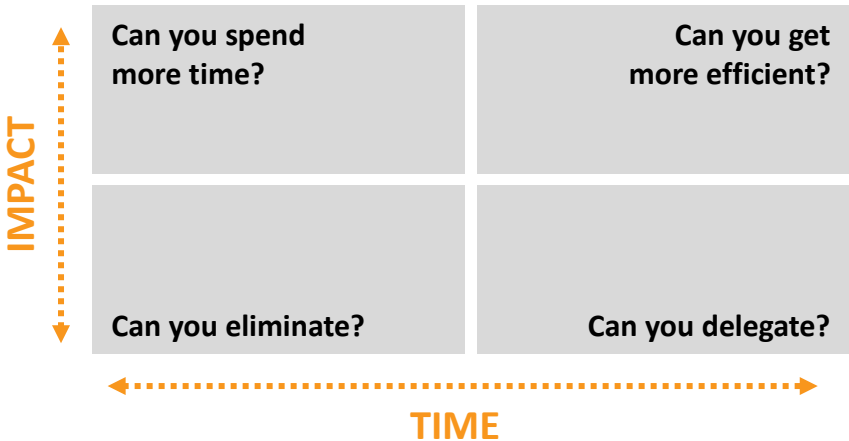 Can you spend
more time?
Can you get
more efficient?
IMPACT
Can you eliminate?
Can you delegate?
TIME